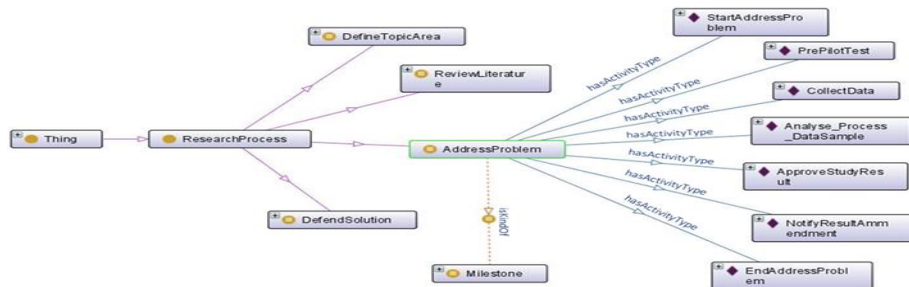 StartAddressPro
blem
DefineTopicArea
PrePilotTest
ReviewLiteratur
e
hasActivityType
hasActivityType
CollectData
hasActivityType
Analyse_Process
_DataSample
hasActivityType
Thing
ResearchProcess
AddressProblem
hasActivityType
ApproveStudyRes
ult
hasActivityType
hasActivityType
DefendSolution
isKindOf
NotifyResultAmm
endment
Milestone
EndAddressProbl
em